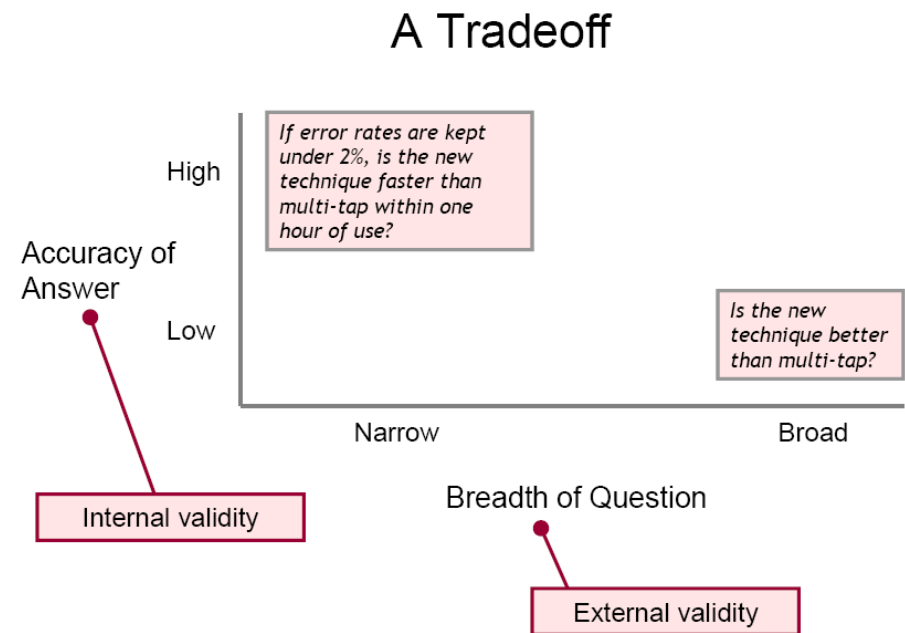 A Tradeoff
High
If error rates are kept
under 2%, is the new
technique faster than
multi-tap within one
hour of use?
Accuracy of
Answer
Low
Is the new
technique better
than multi-tap?
Narrow
Broad
Internal validity
Breadth of Question
External validity